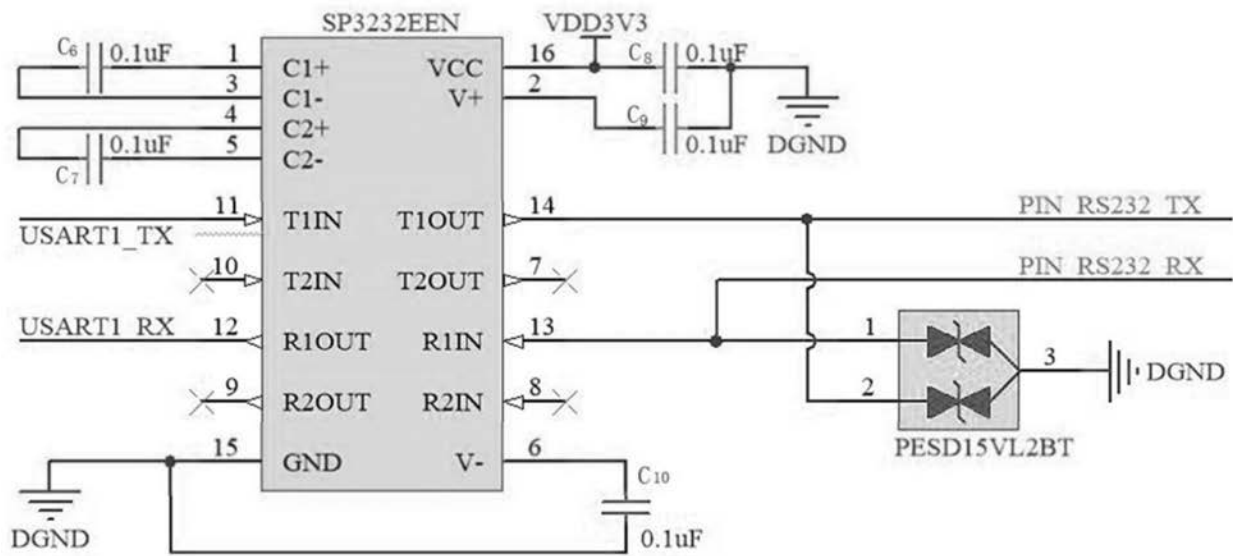 SP3232EEN
VDD3V3
C6 0.1uF
1
C1+
VCC
16
C8 0.1uF
3
C1-
V+
2
4
C2+
C9
0.1uF
DGND
0.1uF
5
C2-
C7
11
T1IN
T1OUT
14
PIN RS232 TX
USART1_TX
10
T2IN
T2OUT
7
PIN RS232 RX
USART1 RX
12
R1OUT
R1IN
13
1
9
R2OUT
R2IN
8
2
3
DGND
PESD15VL2BT
15
GND
V-
6
C10
DGND
0.1uF